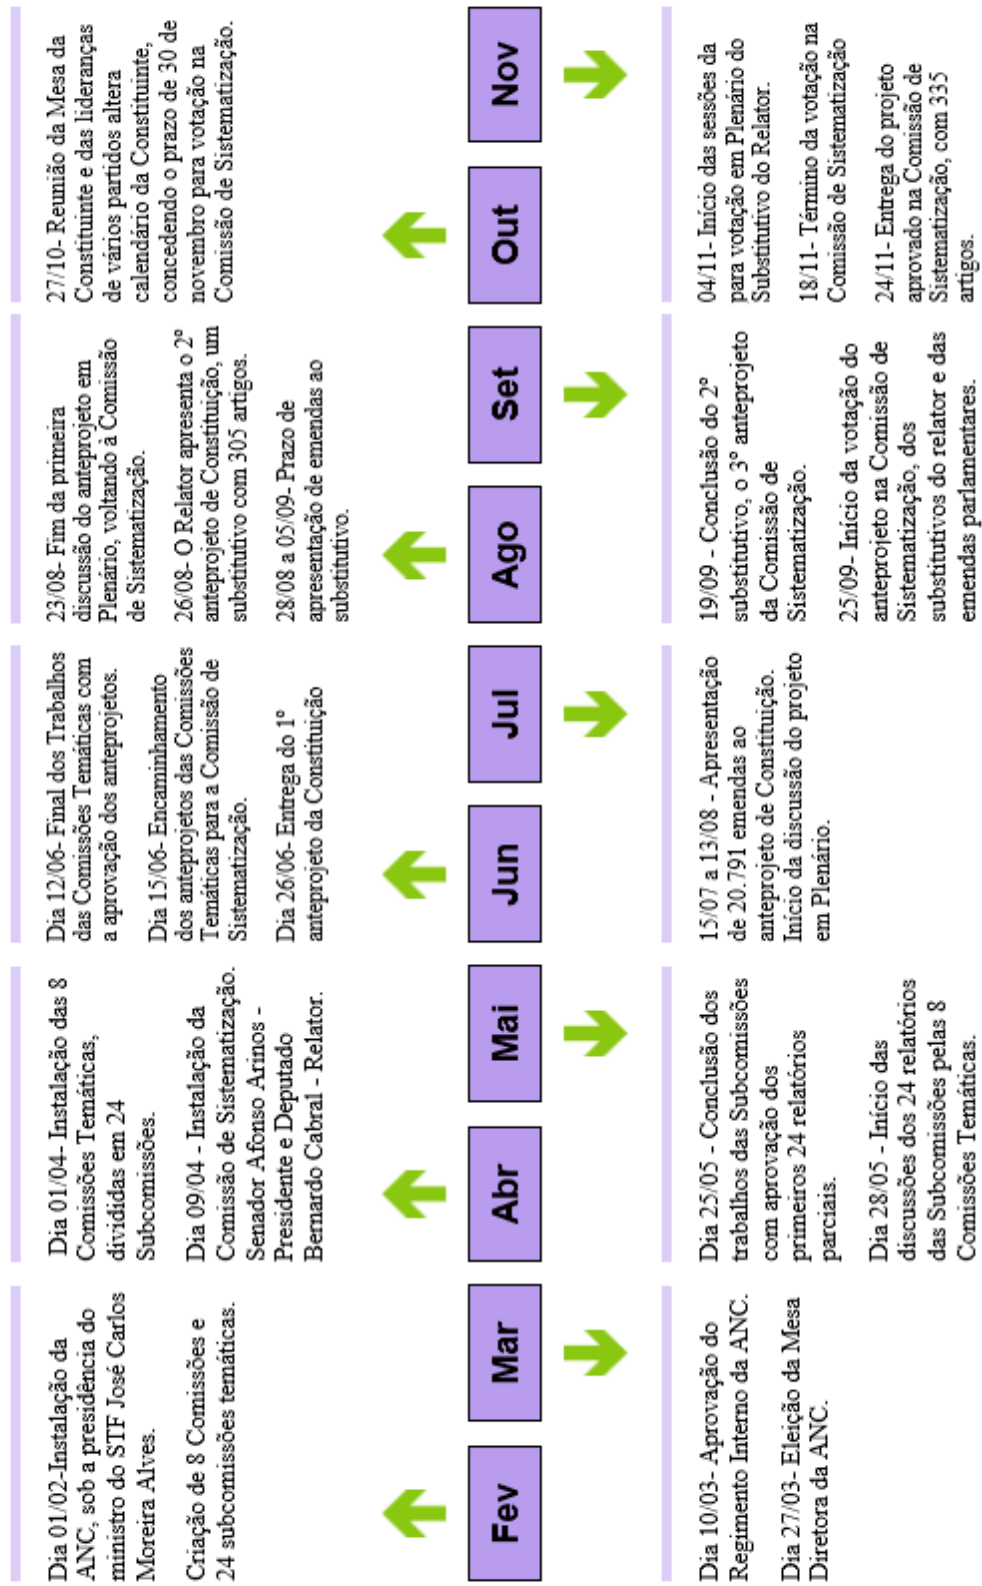 Dia 01/02-Instalação da
ANC, sob a presidência do
ministro do STF José Carlos
Moreira Alves.
Criação de 8 Comissões e
24 subcomissões temáticas.
Dia 01/04- Instalação das 8
Comissões Temáticas,
divididas em 24
Subcomissões.
Dia 09/04 - Instalação da
Comissão de Sistematização.
Senador Afonso Arinos -
Presidente e Deputado
Bernardo Cabral - Relator.
Dia 12/06- Final dos Trabalhos
das Comissões Temáticas com
a aprovação dos anteprojetos.
Dia 15/06- Encaminhamento
dos anteprojetos das Comissões
Temáticas para a Comissão de
Sistematização.
Dia 26/06- Entrega do 1º
anteprojeto da Constituição
23/08- Fim da primeira
discussão do anteprojeto em
Plenário, voltando à Comissão
de Sistematização.
26/08- O Relator apresenta o 2º
anteprojeto de Constituição, um
substitutivo com 305 artigos.
28/08 a 05/09- Prazo de
apresentação de emendas ao
substitutivo.
27/10- Reunião da Mesa da
Constituinte e das lideranças
de vários partidos altera
calendário da Constituinte,
concedendo o prazo de 30 de
novembro para votação na
Comissão de Sistematização.
Fev
Mar
Abr
Mai
Jun
Jul
Ago
Set
Out
Nov
Dia 10/03- Aprovação do
Regimento Interno da ANC.
Dia 27/03- Eleição da Mesa
Diretora da ANC.
Dia 25/05 - Conclusão dos
trabalhos das Subcomissões
com aprovação dos
primeiros 24 relatórios
parciais.
Dia 28/05 - Início das
discussões dos 24 relatórios
das Subcomissões pelas 8
Comissões Temáticas.
15/07 a 13/08 - Apresentação
de 20.791 emendas ao
anteprojeto de Constituição.
Início da discussão do projeto
em Plenário.
19/09 - Conclusão do 2º
substitutivo, o 3º anteprojeto
da Comissão de
Sistematização.
25/09- Início da votação do
anteprojeto na Comissão de
Sistematização, dos
substitutivos do relator e das
emendas parlamentares.
04/11- Início das sessões da
para votação em Plenário do
Substitutivo do Relator.
18/11- Término da votação na
Comissão de Sistematização
24/11- Entrega do projeto
aprovado na Comissão de
Sistematização, com 335
artigos.